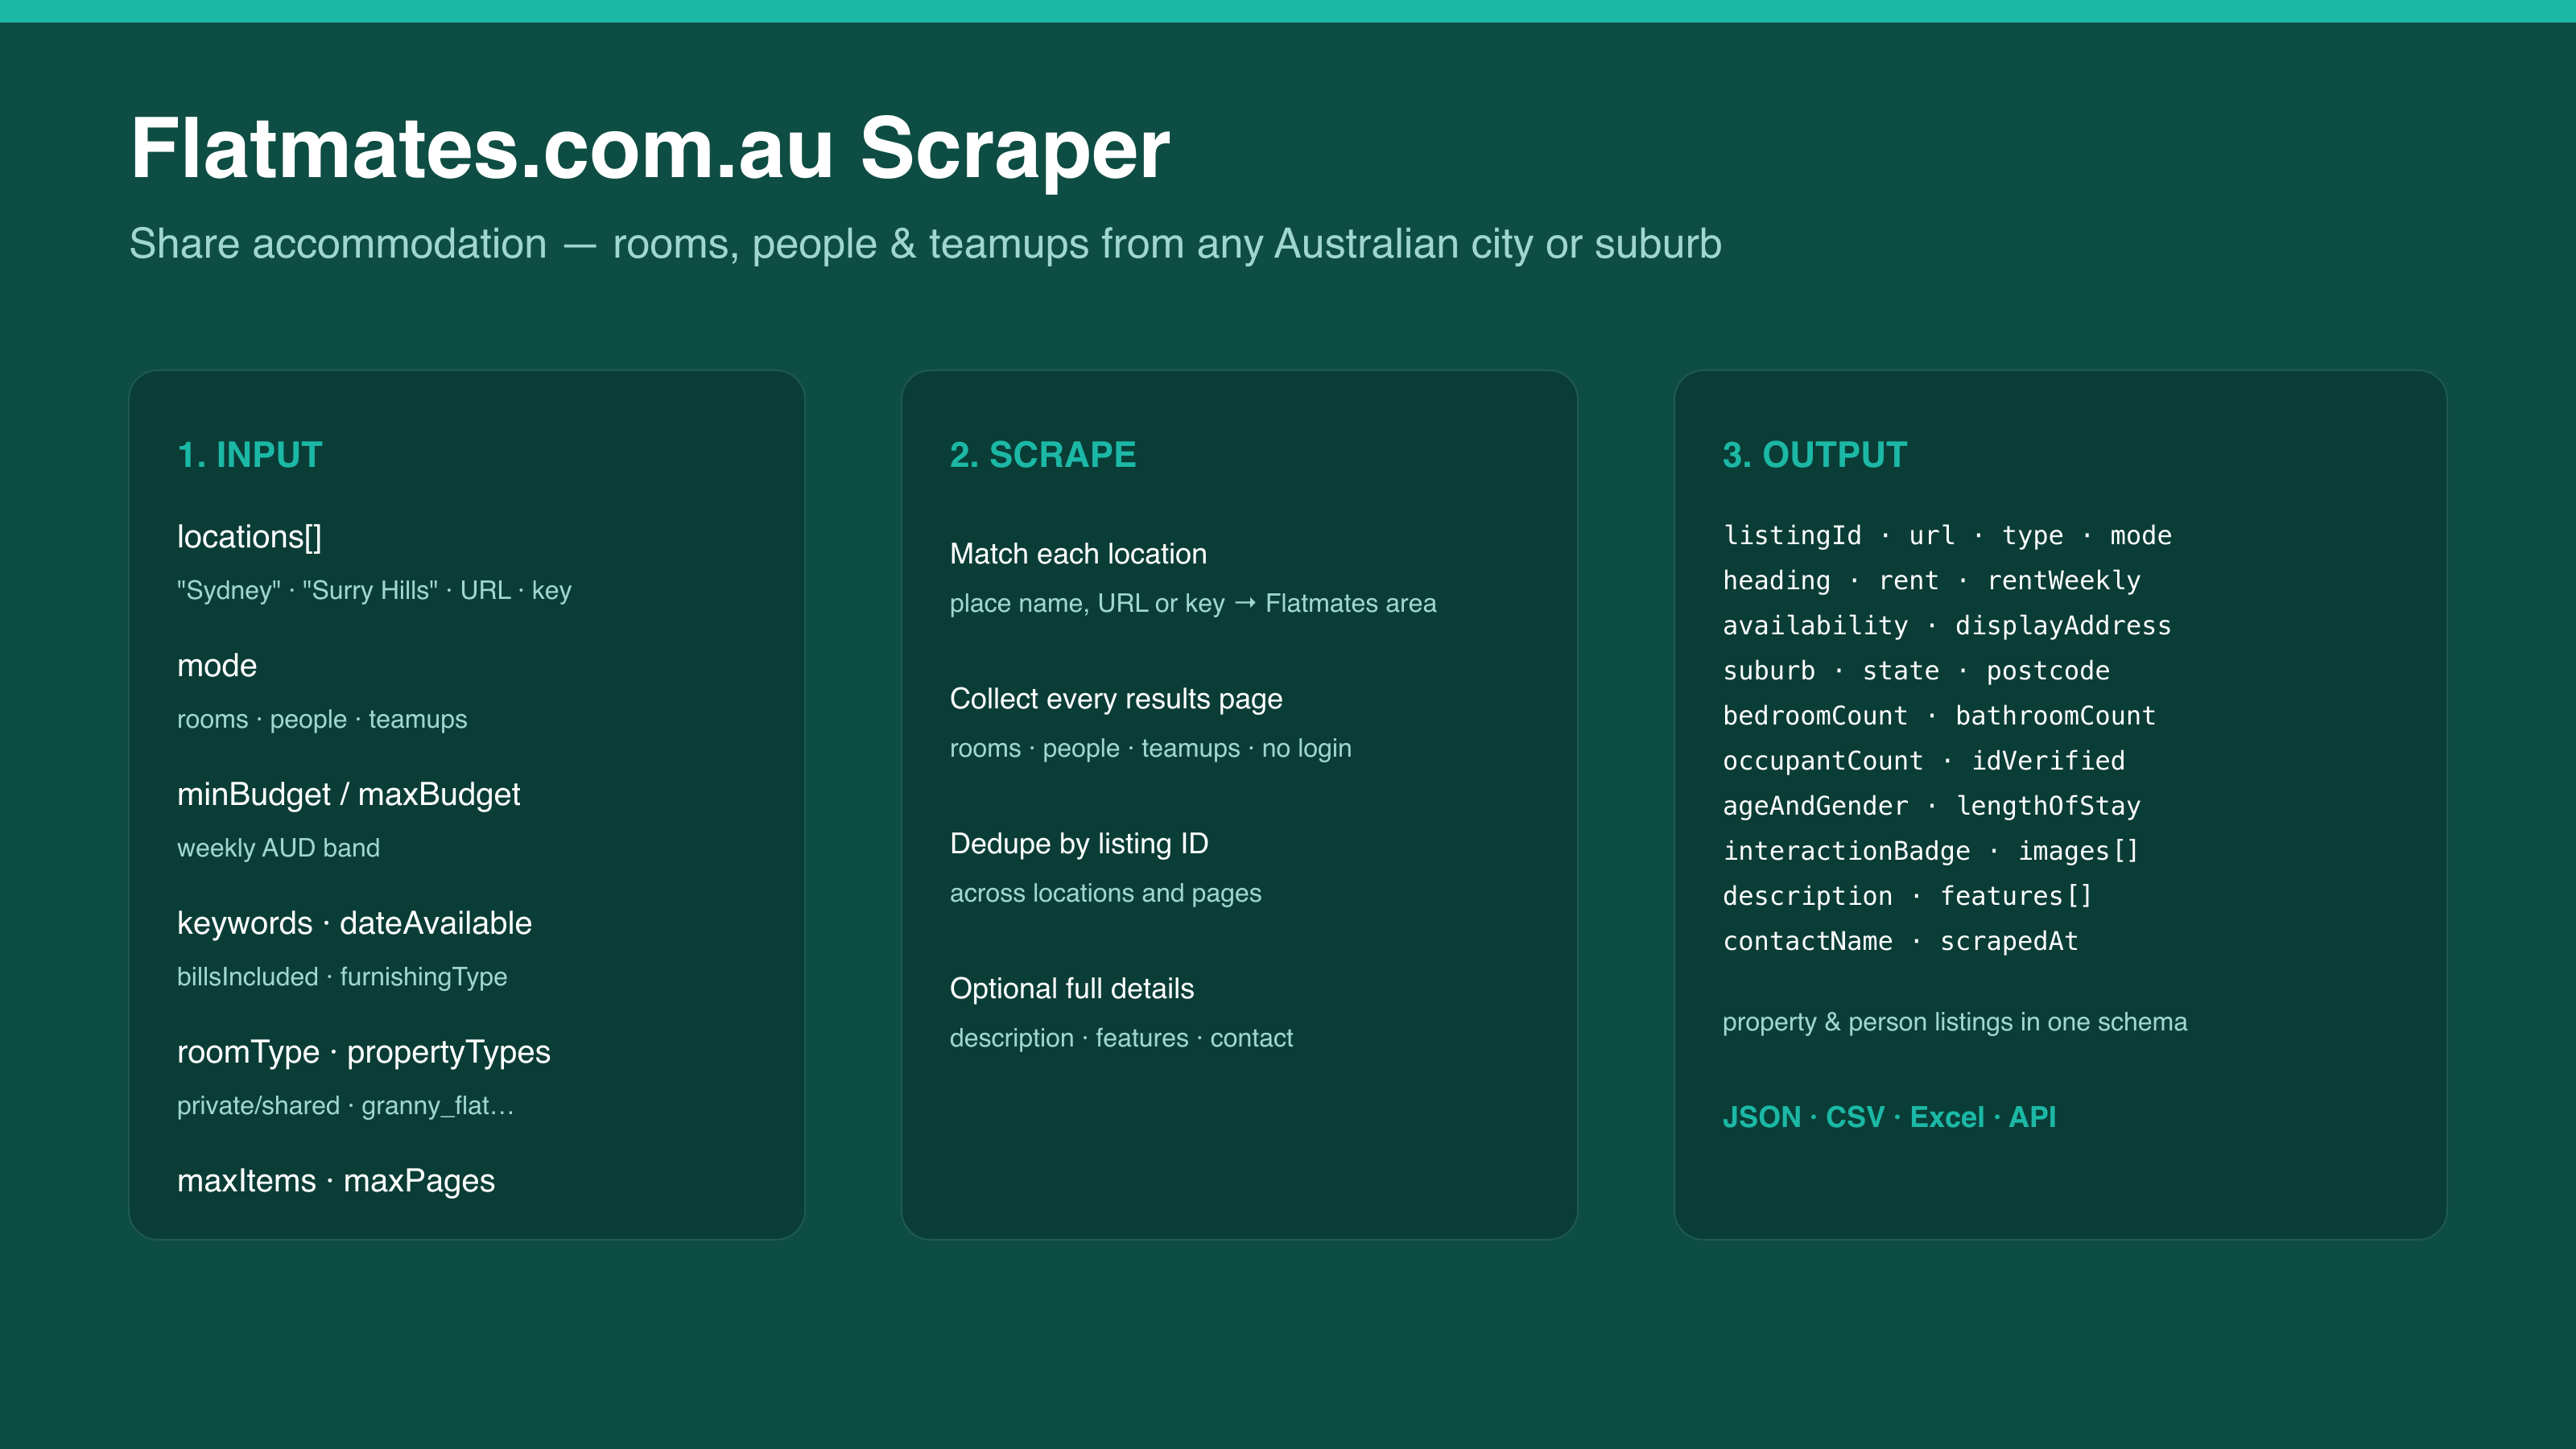 Flatmates.com.au Scraper
Share accommodation — rooms, people & teamups from any Australian city or suburb
1. INPUT
locations[]
"Sydney" · "Surry Hills" · URL · key
mode
rooms · people · teamups
minBudget / maxBudget
weekly AUD band
keywords · dateAvailable
billsIncluded · furnishingType
roomType · propertyTypes
private/shared · granny_flat…
maxItems · maxPages
2. SCRAPE
Match each location
place name, URL or key → Flatmates area
Collect every results page
rooms · people · teamups · no login
Dedupe by listing ID
across locations and pages
Optional full details
description · features · contact
3. OUTPUT
listingId · url · type · mode
heading · rent · rentWeekly
availability · displayAddress
suburb · state · postcode
bedroomCount · bathroomCount
occupantCount · idVerified
ageAndGender · lengthOfStay
interactionBadge · images[]
description · features[]
contactName · scrapedAt
property & person listings in one schema
JSON · CSV · Excel · API